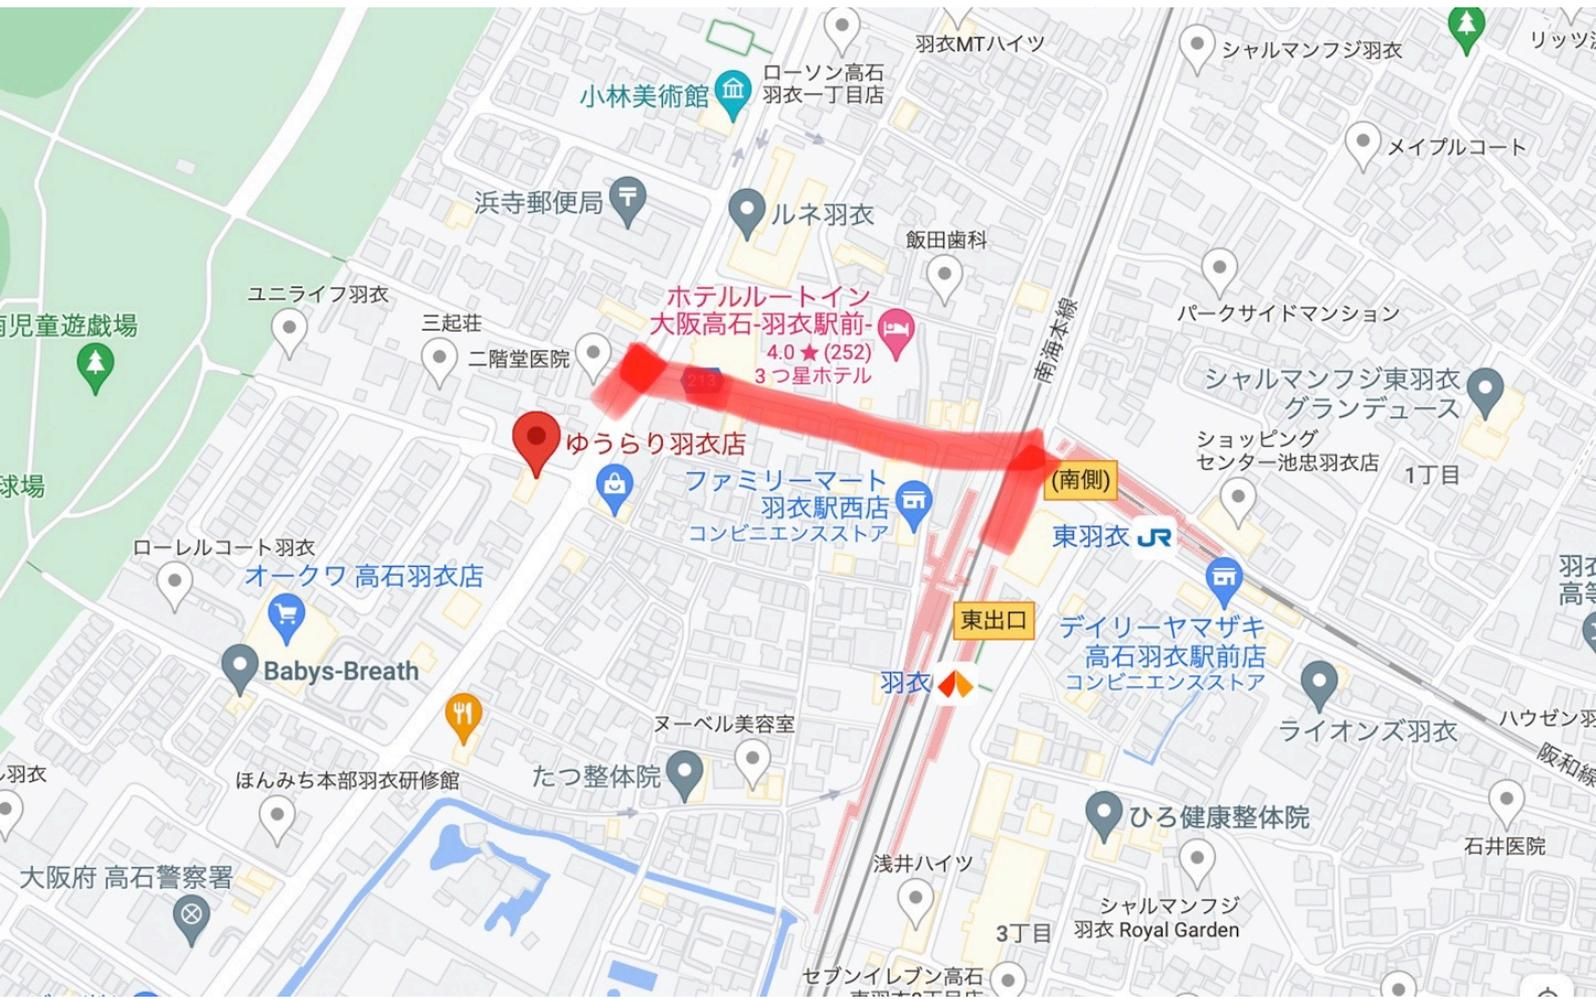 羽衣MTハイツ
シャルマンフジ羽衣
ローソン高石
羽衣一丁目店
小林美術館
メイプルコート
浜寺郵便局
ルネ羽衣
飯田歯科
ユニライフ羽衣
ホテルルートイン
大阪高石-羽衣駅前-
4.0★(252)
3つ星ホテル
パークサイドマンション
児童遊戯場
三起荘
二階堂医院
南海本線
213
シャルマンフジ東羽衣
グランデュース
ゆうらり羽衣店
ショッピング
センター池忠羽衣店
1丁目
(南側)
球場
ファミリーマート
羽衣駅西店
コンビニエンスストア
東羽衣 JR
ローレルコート羽衣
オークワ 高石羽衣店
東出口
デイリーヤマザキ
高石羽衣駅前店
コンビニエンスストア
Babys-Breath
羽衣
ヌーベル美容室
ライオンズ羽衣
ハウゼン羽
阪和線
たつ整体院
ほんみち本部羽衣研修館
羽衣
ひろ健康整体院
石井医院
大阪府 高石警察署
浅井ハイツ
シャルマンフジ
羽衣 Royal Garden
3丁目
セブンイレブン高石